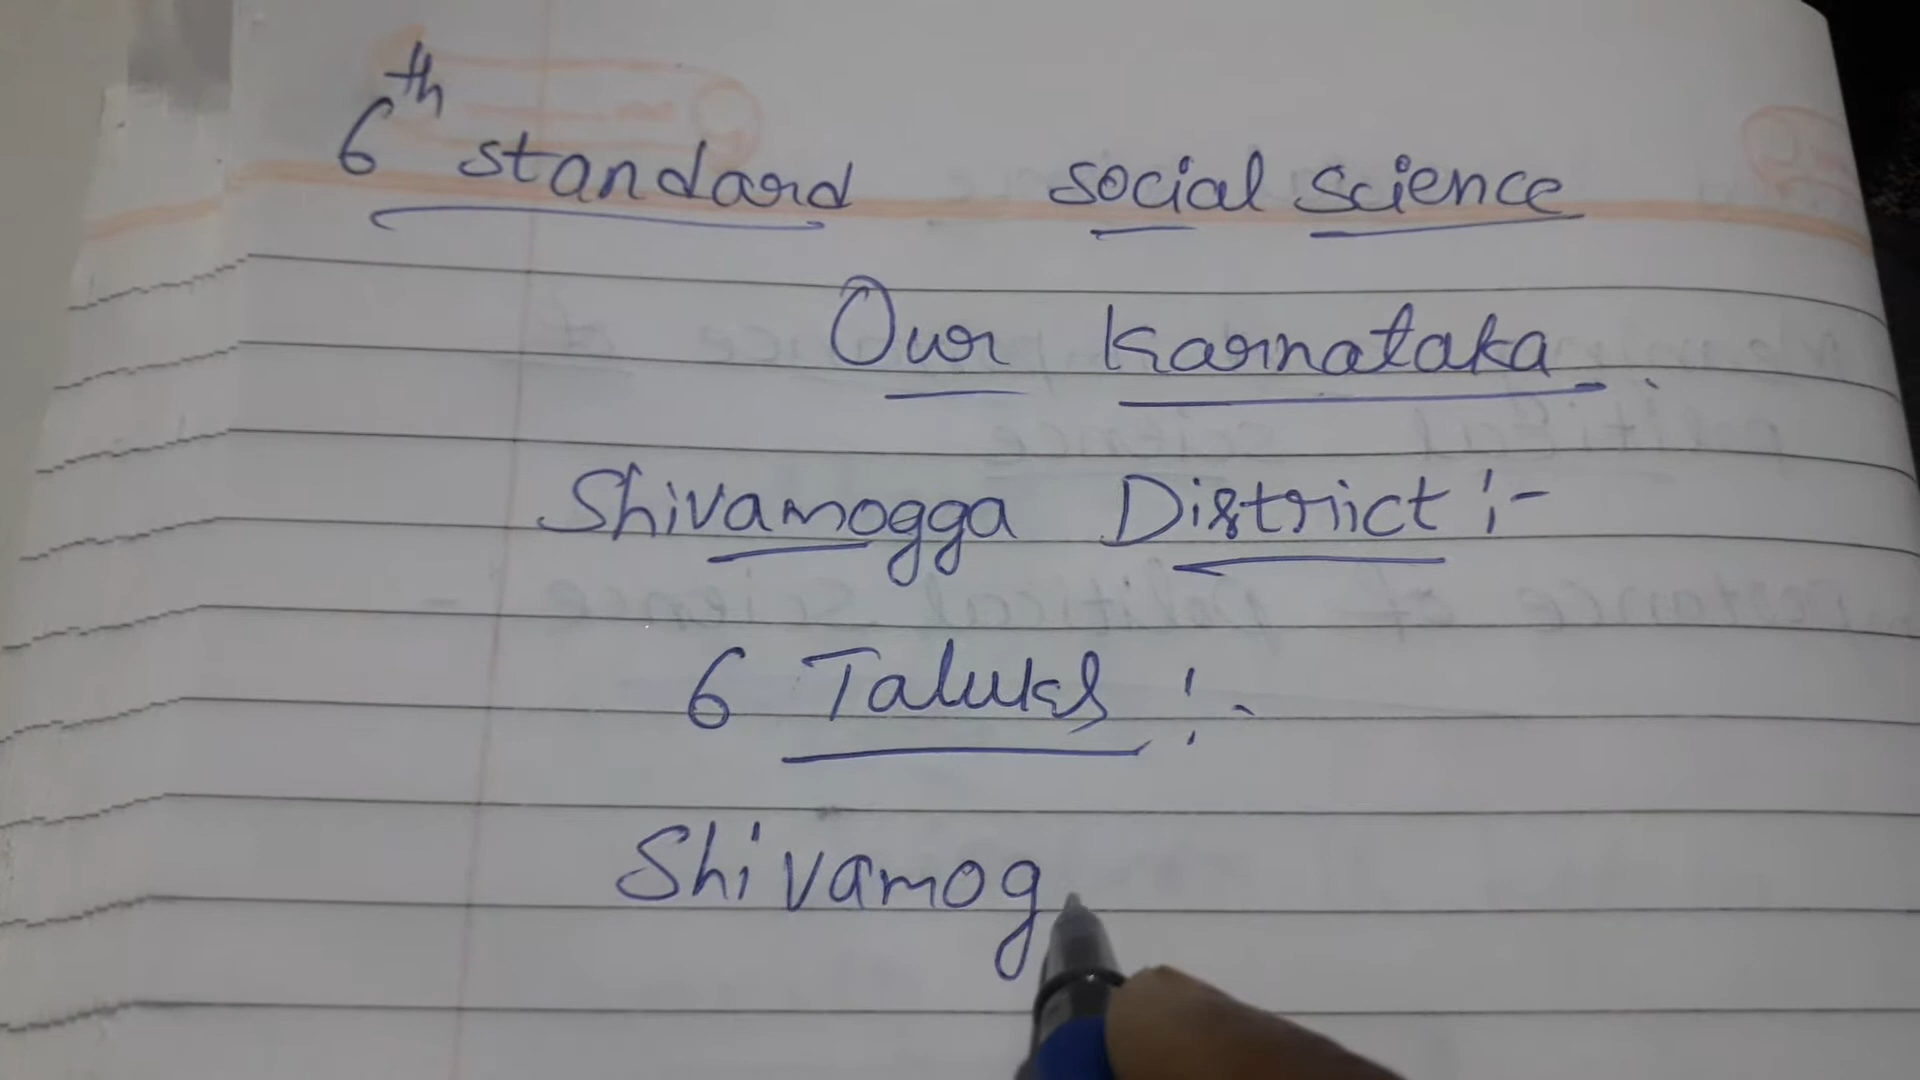 6th standard social science
Our Karnataka
Shivamogga District :-
6 Taluks :-
Shivamog